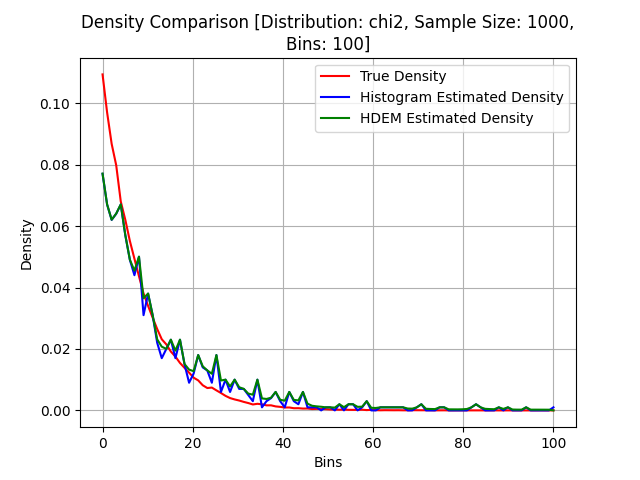 Density Comparison [Distribution: chi2, Sample Size: 1000,
Bins: 100]
True Density
Histogram Estimated Density
HDEM Estimated Density
Density
0.10
0.08
0.06
0.04
0.02
0.00
0 20 40 60 80 100
Bins